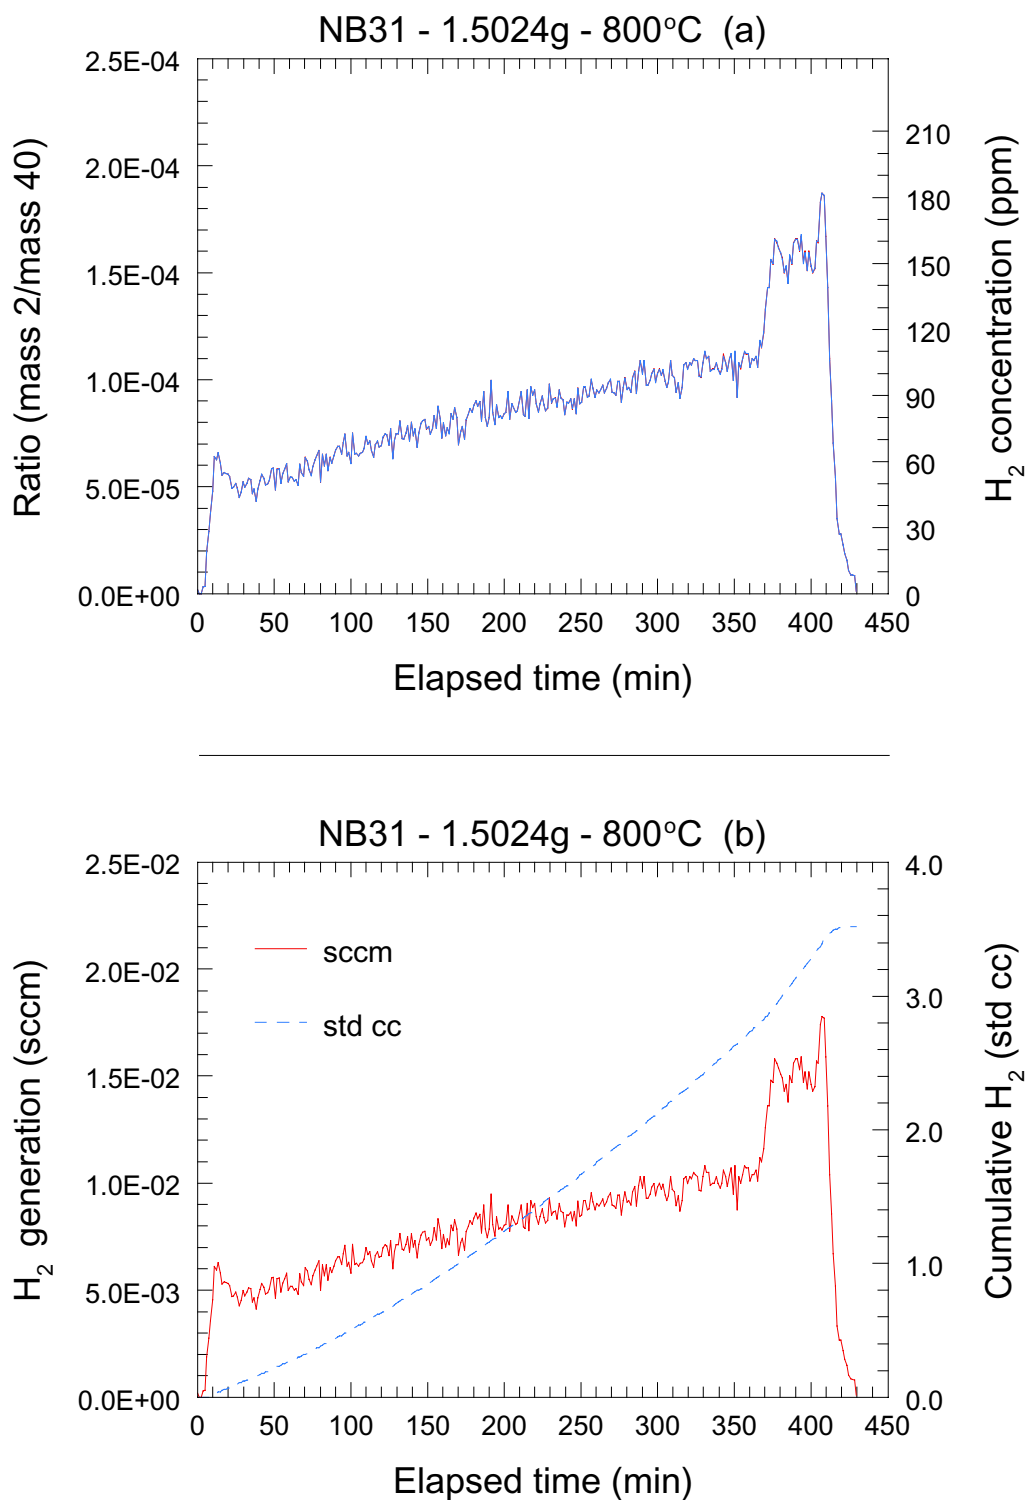 NB31 - 1.5024g - 800°C (a)
Ratio (mass 2/mass 40)
2.5E-04
2.0E-04
1.5E-04
1.0E-04
5.0E-05
0.0E+00
210
180
150
120
90
60
30
0
H₂ concentration (ppm)
0 50 100 150 200 250 300 350 400 450
Elapsed time (min)
NB31 - 1.5024g - 800°C (b)
H₂ generation (sccm)
2.5E-02
2.0E-02
1.5E-02
1.0E-02
5.0E-03
0.0E+00
sccm
std cc
4.0
3.0
2.0
1.0
0.0
Cumulative H₂ (std cc)
0 50 100 150 200 250 300 350 400 450
Elapsed time (min)